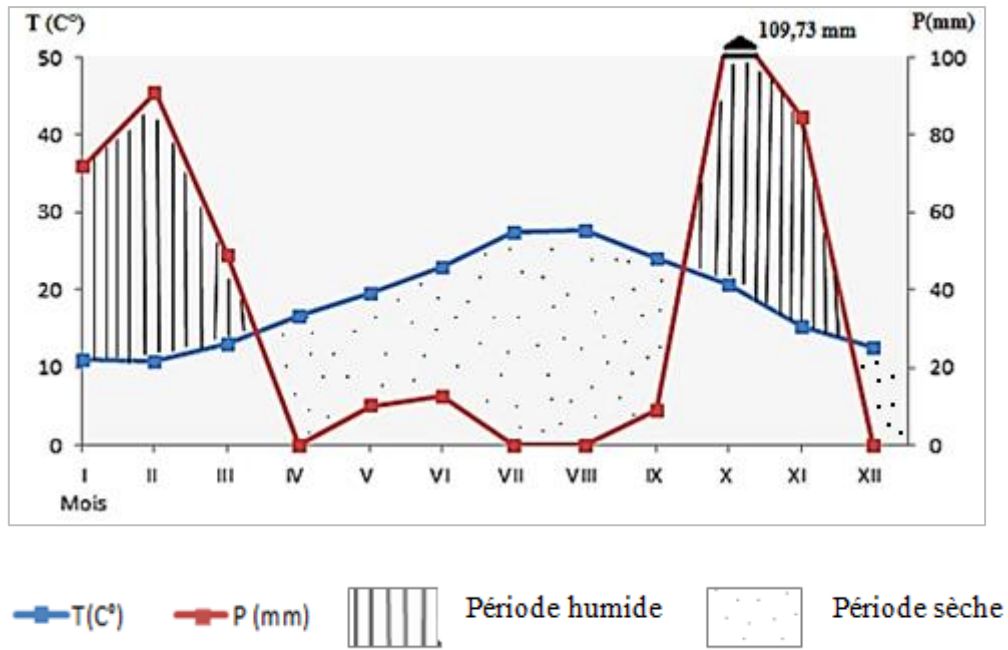 T (C°) P(mm)
109,73 mm
50 100
40 80
30 60
20 40
10 20
0 0
I II III IV V VI VII VIII IX X XI XII
Mois
T(C°) P (mm) Période humide Période sèche